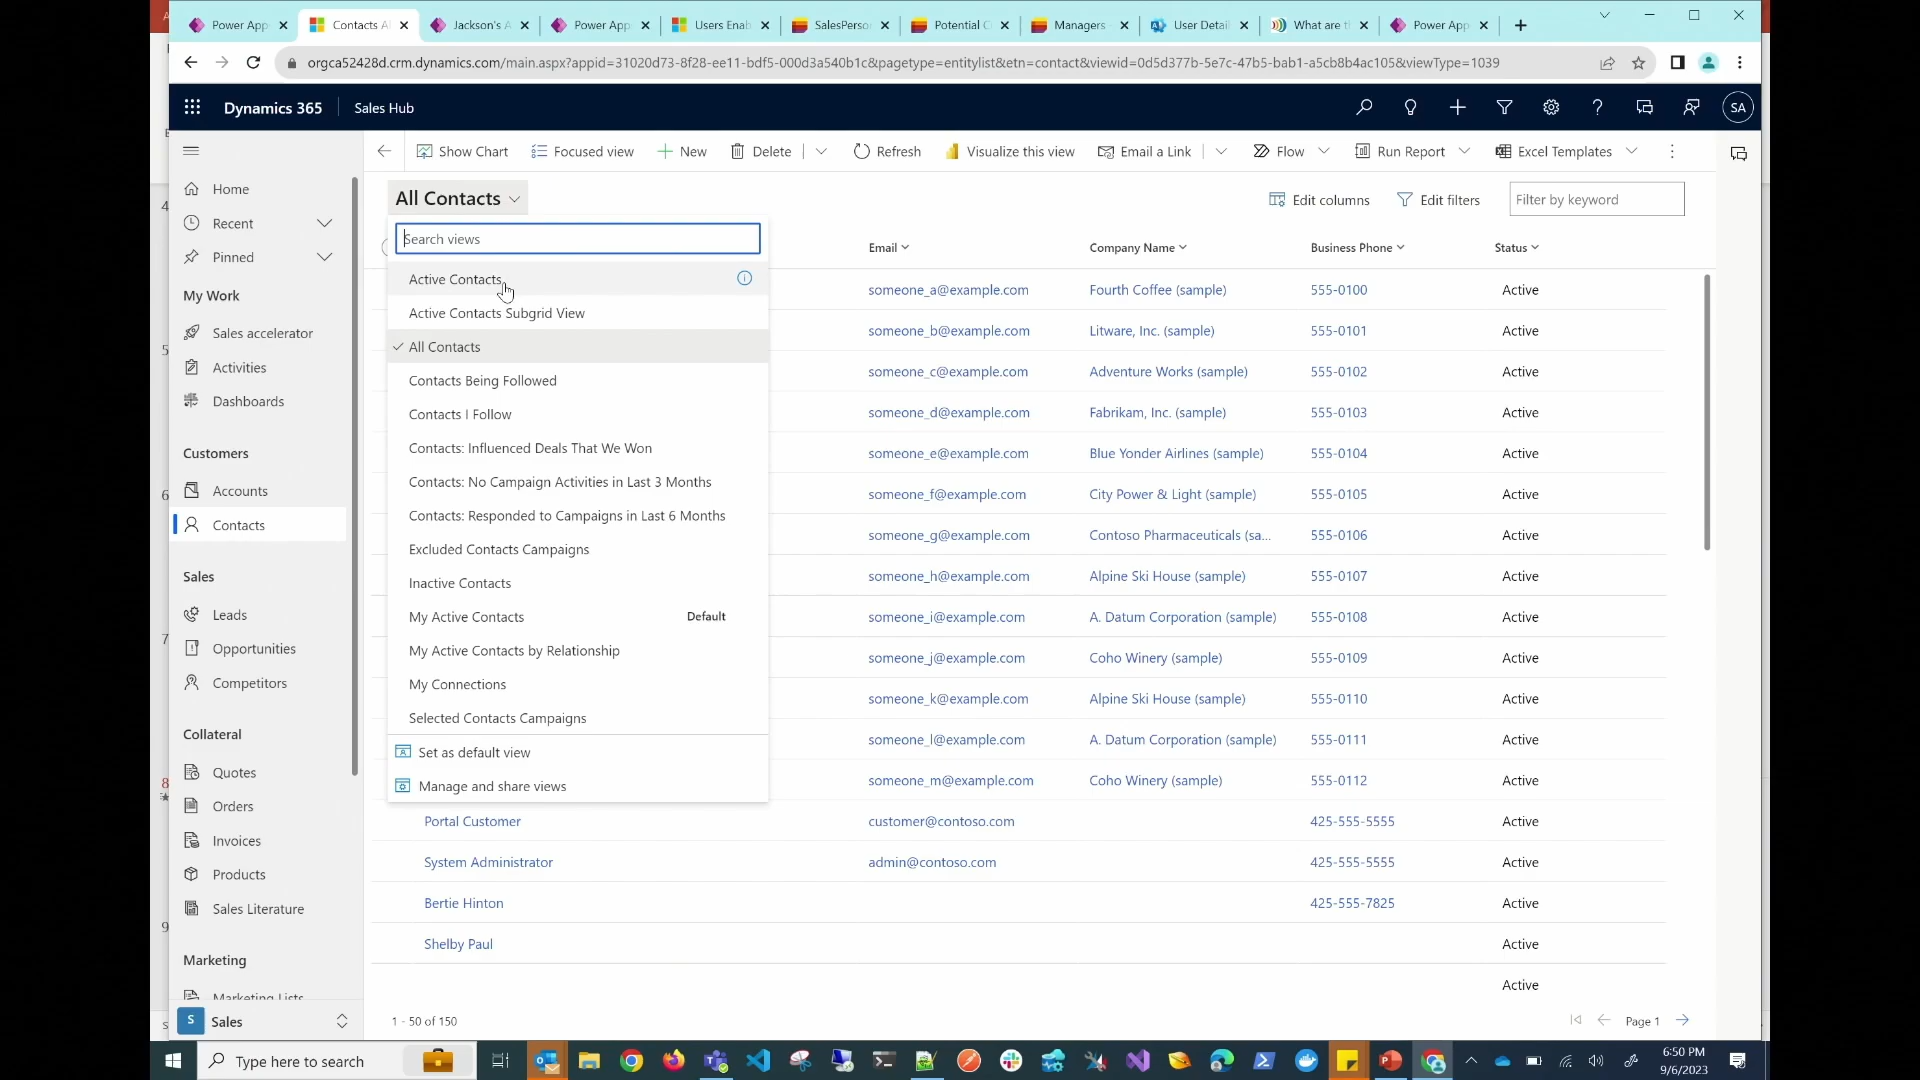 Power App
Contacts A
Jackson's A
Power App
Users Enab
SalesPerso
Potential C
Managers
User Detail
What are t
Power App
orgca52428d.crm.dynamics.com/main.aspx?appid=31020d73-8f28-ee11-bdf5-000d3a540b1c&pagetype=entitylist&etn=contact&viewid=0d5d377b-5e7c-47b5-bab1-a5cb8b4ac105&viewType=1039
Dynamics 365
Sales Hub
SA
Show Chart
Focused view
New
Delete
Refresh
Visualize this view
Email a Link
Flow
Run Report
Excel Templates
Home
Recent
Pinned
My Work
Sales accelerator
Activities
Dashboards
Customers
Accounts
Contacts
Sales
Leads
Opportunities
Competitors
Collateral
Quotes
Orders
Invoices
Products
Sales Literature
Marketing
Marketing Lists
S Sales
All Contacts
Edit columns
Edit filters
Filter by keyword
Search views
Active Contacts
Active Contacts Subgrid View
All Contacts
Contacts Being Followed
Contacts I Follow
Contacts: Influenced Deals That We Won
Contacts: No Campaign Activities in Last 3 Months
Contacts: Responded to Campaigns in Last 6 Months
Excluded Contacts Campaigns
Inactive Contacts
My Active Contacts Default
My Active Contacts by Relationship
My Connections
Selected Contacts Campaigns
Set as default view
Manage and share views
Email Company Name Business Phone Status
someone_a@example.com Fourth Coffee (sample) 555-0100 Active
someone_b@example.com Litware, Inc. (sample) 555-0101 Active
someone_c@example.com Adventure Works (sample) 555-0102 Active
someone_d@example.com Fabrikam, Inc. (sample) 555-0103 Active
someone_e@example.com Blue Yonder Airlines (sample) 555-0104 Active
someone_f@example.com City Power & Light (sample) 555-0105 Active
someone_g@example.com Contoso Pharmaceuticals (sa... 555-0106 Active
someone_h@example.com Alpine Ski House (sample) 555-0107 Active
someone_i@example.com A. Datum Corporation (sample) 555-0108 Active
someone_j@example.com Coho Winery (sample) 555-0109 Active
someone_k@example.com Alpine Ski House (sample) 555-0110 Active
someone_l@example.com A. Datum Corporation (sample) 555-0111 Active
someone_m@example.com Coho Winery (sample) 555-0112 Active
Portal Customer customer@contoso.com 425-555-5555 Active
System Administrator admin@contoso.com 425-555-5555 Active
Bertie Hinton 425-555-7825 Active
Shelby Paul Active
Active
1 - 50 of 150
Page 1
4
5
6
7
8
9
Type here to search
6:50 PM
9/6/2023